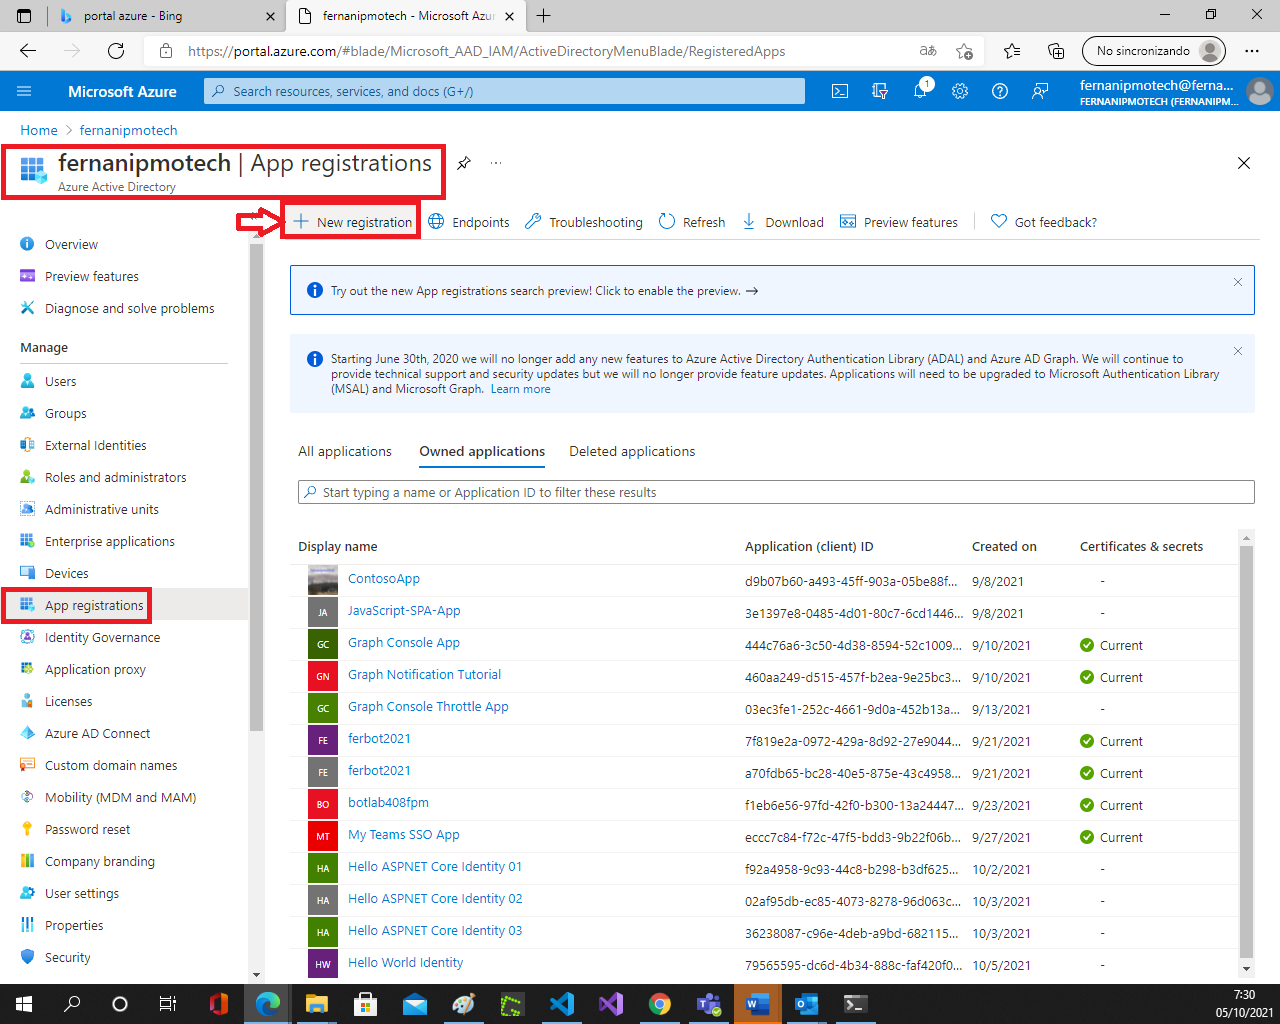 portal azure - Bing
fernanipmotech - Microsoft Azu
https://portal.azure.com/#blade/Microsoft_AAD_IAM/ActiveDirectoryMenuBlade/RegisteredApps
aあ
No sincronizando
Microsoft Azure
Search resources, services, and docs (G+/)
1
fernanipmotech@ferna...
FERNANIPMOTECH (FERNANIPM...
Home > fernanipmotech
fernanipmotech | App registrations
Azure Active Directory
New registration
Endpoints
Troubleshooting
Refresh
Download
Preview features
Got feedback?
Overview
Preview features
Diagnose and solve problems
Manage
Users
Groups
External Identities
Roles and administrators
Administrative units
Enterprise applications
Devices
App registrations
Identity Governance
Application proxy
Licenses
Azure AD Connect
Custom domain names
Mobility (MDM and MAM)
Password reset
Company branding
User settings
Properties
Security
Try out the new App registrations search preview! Click to enable the preview. →
Starting June 30th, 2020 we will no longer add any new features to Azure Active Directory Authentication Library (ADAL) and Azure AD Graph. We will continue to
provide technical support and security updates but we will no longer provide feature updates. Applications will need to be upgraded to Microsoft Authentication Library
(MSAL) and Microsoft Graph. Learn more
All applications Owned applications Deleted applications
Start typing a name or Application ID to filter these results
Display name Application (client) ID Created on Certificates & secrets
ContosoApp d9b07b60-a493-45ff-903a-05be88f... 9/8/2021 -
JA JavaScript-SPA-App 3e1397e8-0485-4d01-80c7-6cd1446... 9/8/2021 -
GC Graph Console App 444c76a6-3c50-4d38-8594-52c1009... 9/10/2021 Current
GN Graph Notification Tutorial 460aa249-d515-457f-b2ea-9e25bc3... 9/10/2021 Current
GC Graph Console Throttle App 03ec3fe1-252c-4661-9d0a-452b13a... 9/13/2021 -
FE ferbot2021 7f819e2a-0972-429a-8d92-27e9044... 9/21/2021 Current
FE ferbot2021 a70fdb65-bc28-40e5-875e-43c4958... 9/21/2021 Current
BO botlab408fpm f1eb6e56-97fd-42f0-b300-13a24447... 9/23/2021 Current
MT My Teams SSO App eccc7c84-f72c-47f5-bdd3-9b22f06b... 9/27/2021 Current
HA Hello ASPNET Core Identity 01 f92a4958-9c93-44c8-b298-b3df625... 10/2/2021 -
HA Hello ASPNET Core Identity 02 02af95db-ec85-4073-8278-96d063c... 10/3/2021 -
HA Hello ASPNET Core Identity 03 36238087-c96e-4deb-a9bd-682115... 10/3/2021 -
HW Hello World Identity 79565595-dc6d-4b34-888c-faf420f0... 10/5/2021 -
7:30
05/10/2021